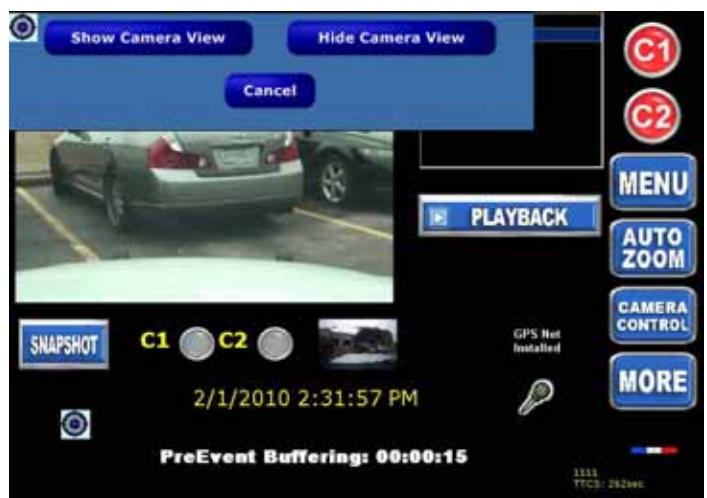 Show Camera View
Hide Camera View
Cancel
C1
C2
MENU
PLAYBACK
AUTO ZOOM
CAMERA CONTROL
SNAPSHOT
C1
C2
GPS Not Installed
MORE
2/1/2010 2:31:57 PM
PreEvent Buffering: 00:00:15
1111
TTCS: 262sec